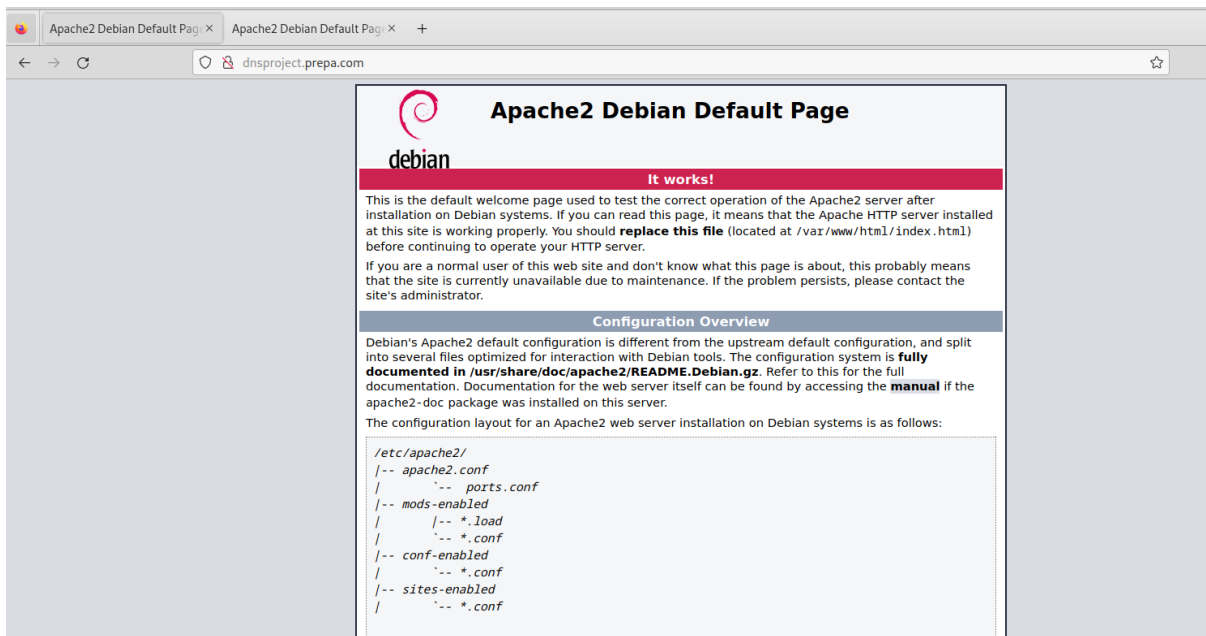 Apache2 Debian Default Page Apache2 Debian Default Page
dnsproject.prepa.com
debian
Apache2 Debian Default Page
It works!
This is the default welcome page used to test the correct operation of the Apache2 server after
installation on Debian systems. If you can read this page, it means that the Apache HTTP server installed
at this site is working properly. You should replace this file (located at /var/www/html/index.html)
before continuing to operate your HTTP server.
If you are a normal user of this web site and don't know what this page is about, this probably means
that the site is currently unavailable due to maintenance. If the problem persists, please contact the
site's administrator.
Configuration Overview
Debian's Apache2 default configuration is different from the upstream default configuration, and split
into several files optimized for interaction with Debian tools. The configuration system is fully
documented in /usr/share/doc/apache2/README.Debian.gz. Refer to this for the full
documentation. Documentation for the web server itself can be found by accessing the manual if the
apache2-doc package was installed on this server.
The configuration layout for an Apache2 web server installation on Debian systems is as follows:
/etc/apache2/
|-- apache2.conf
|       `--  ports.conf
|-- mods-enabled
|       |-- *.load
|       `-- *.conf
|-- conf-enabled
|       `-- *.conf
|-- sites-enabled
|       `-- *.conf